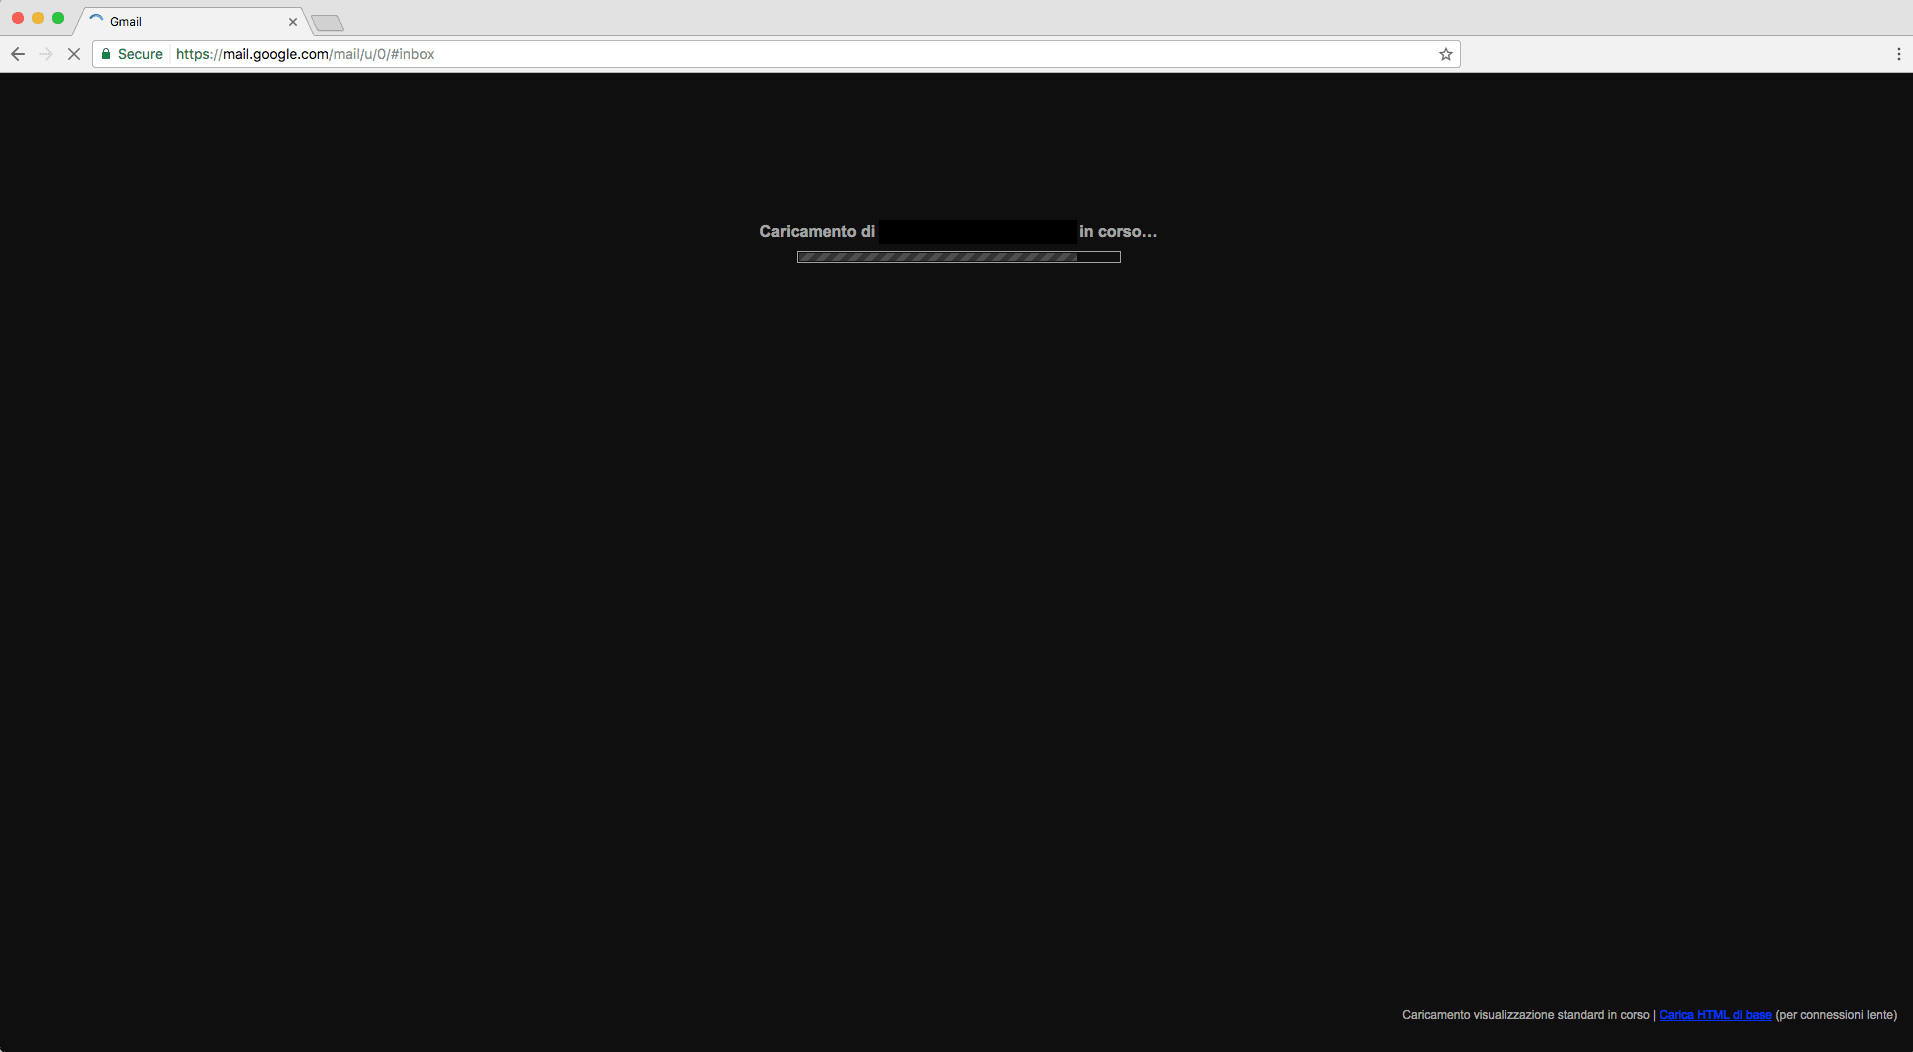 Gmail
Secure https://mail.google.com/mail/u/0/#inbox
Caricamento di in corso…
Caricamento visualizzazione standard in corso | Carica HTML di base (per connessioni lente)